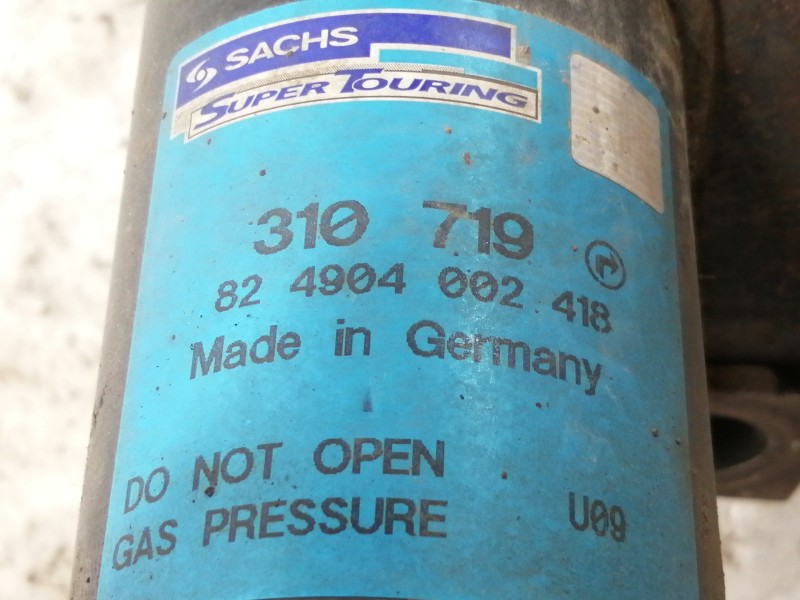 SACHS
SUPER TOURING
310 719
82 4904 002 418
Made in Germany
DO NOT OPEN
GAS PRESSURE U09